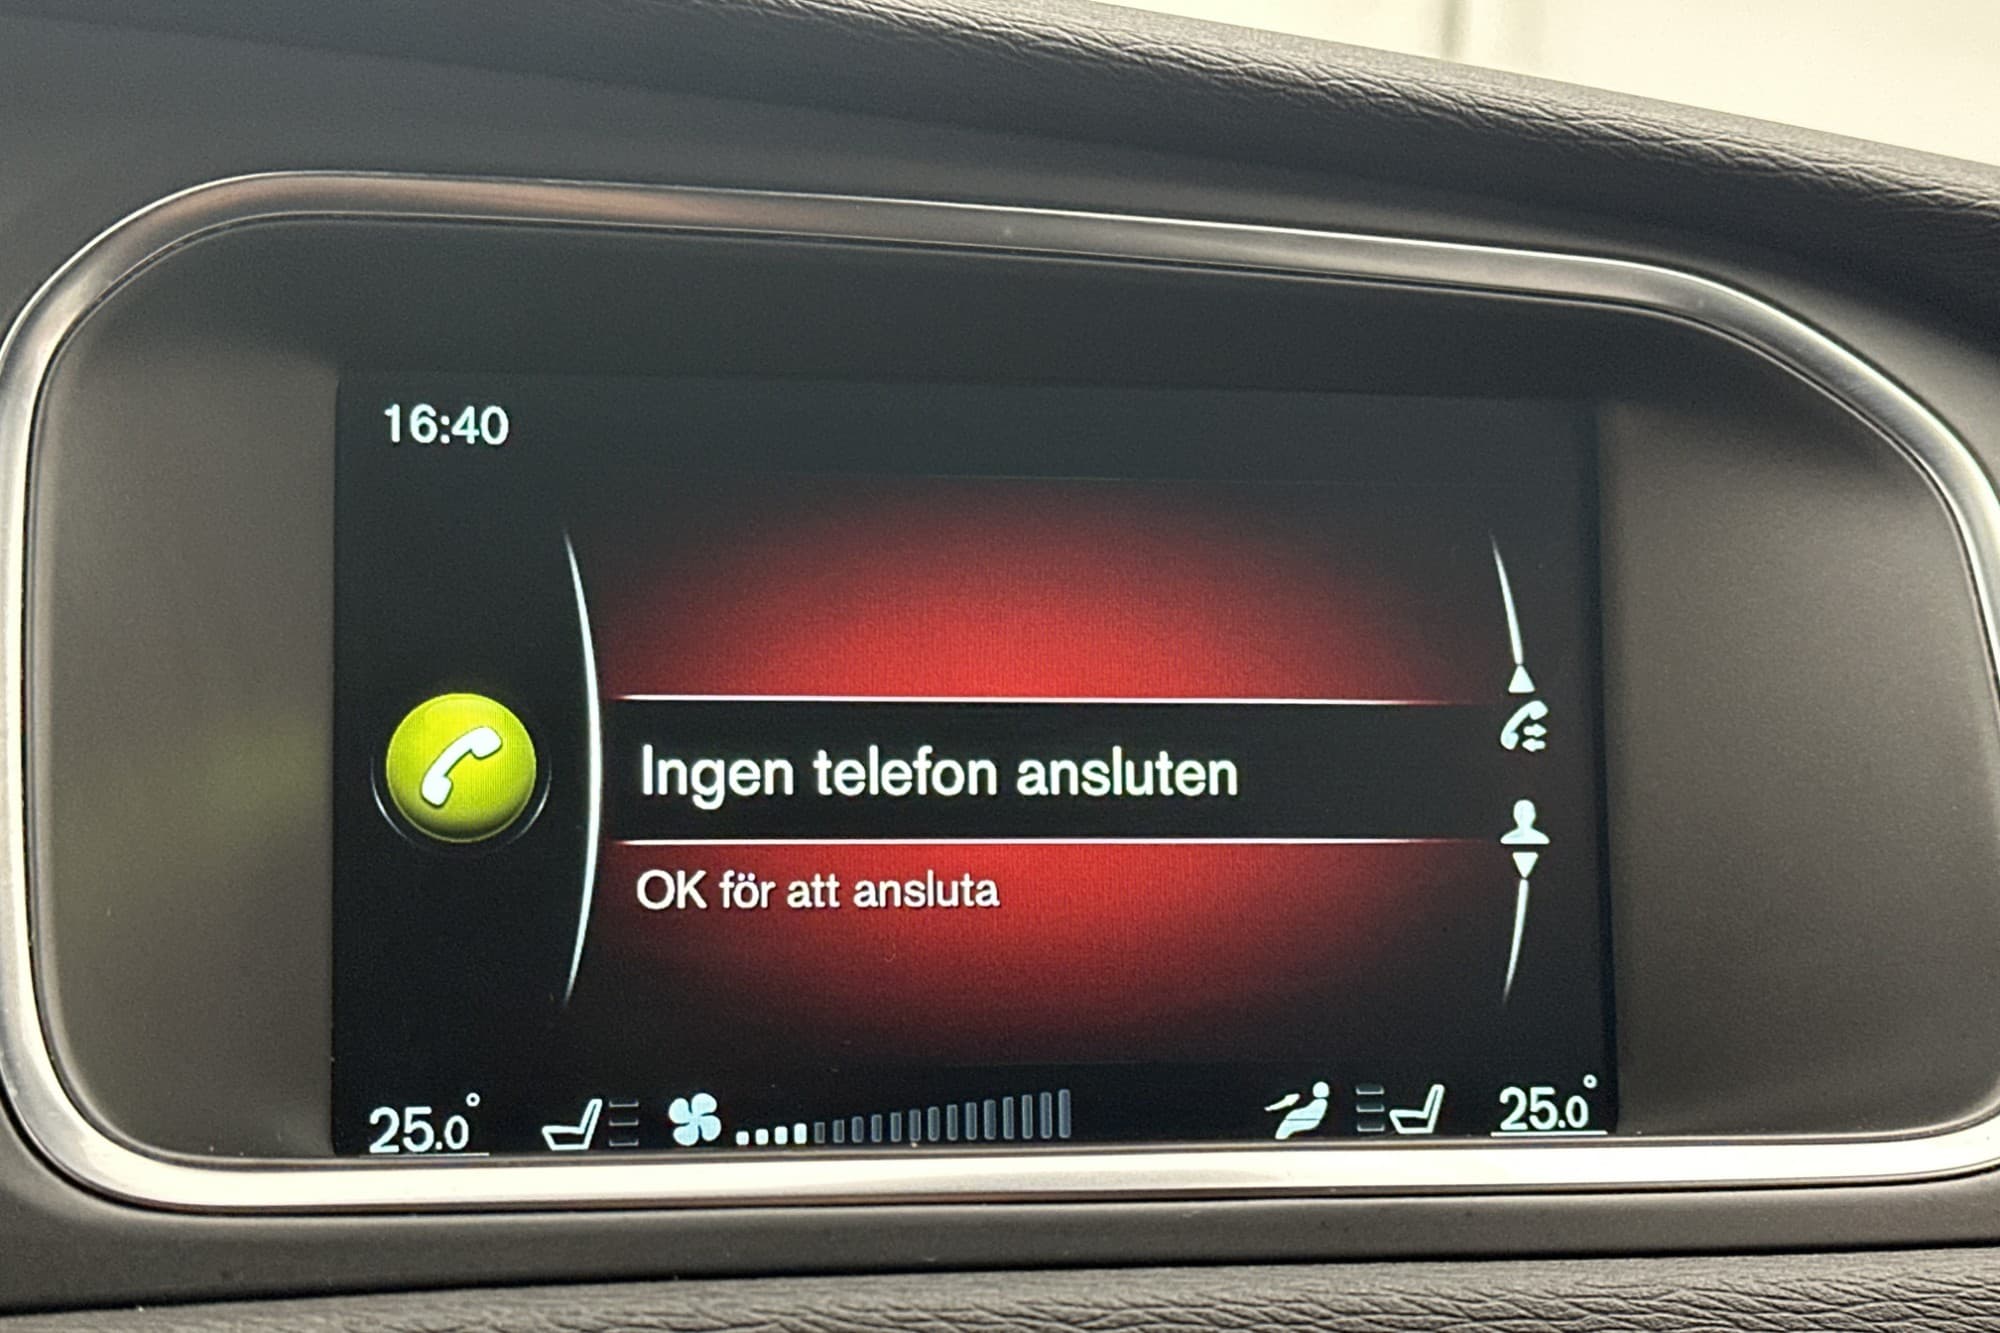 16:40
Ingen telefon ansluten
OK för att ansluta
25.0° 25.0°